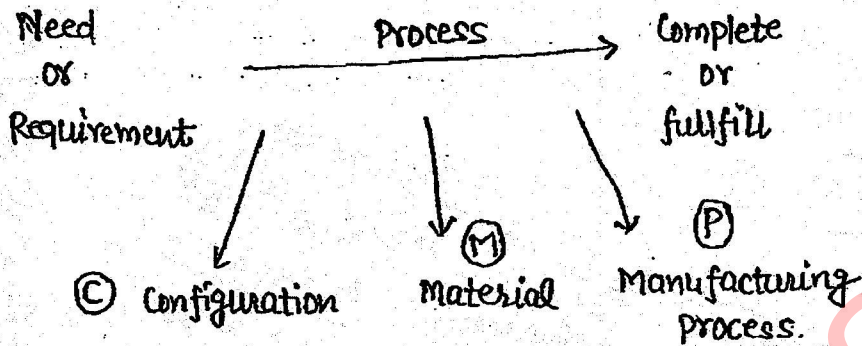 Need
or
Requirement
Process
Complete
or
fullfill
C Configuration
M
Material
P
Manufacturing
process.